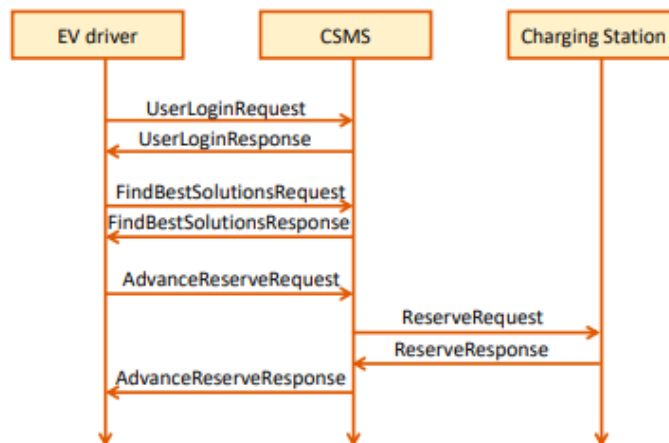 EV driver
CSMS
Charging Station
UserLoginRequest
UserLoginResponse
FindBestSolutionsRequest
FindBestSolutionsResponse
AdvanceReserveRequest
ReserveRequest
ReserveResponse
AdvanceReserveResponse